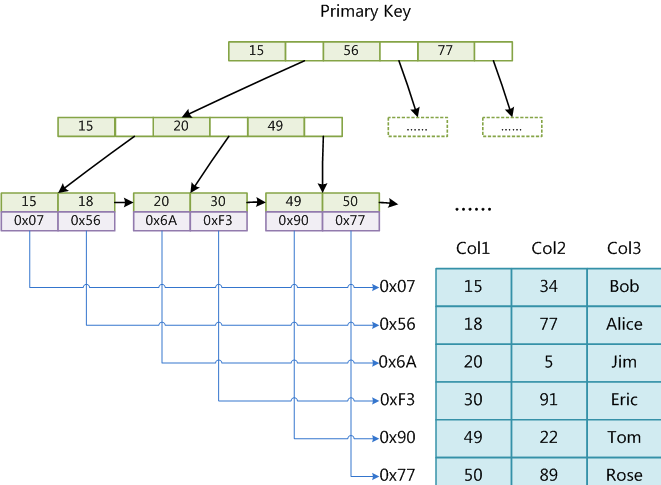 Primary Key
15 56 77
15 20 49
...... ......
15 18 20 30 49 50
0x07 0x56 0x6A 0xF3 0x90 0x77
......
Col1 Col2 Col3
0x07 15 34 Bob
0x56 18 77 Alice
0x6A 20 5 Jim
0xF3 30 91 Eric
0x90 49 22 Tom
0x77 50 89 Rose